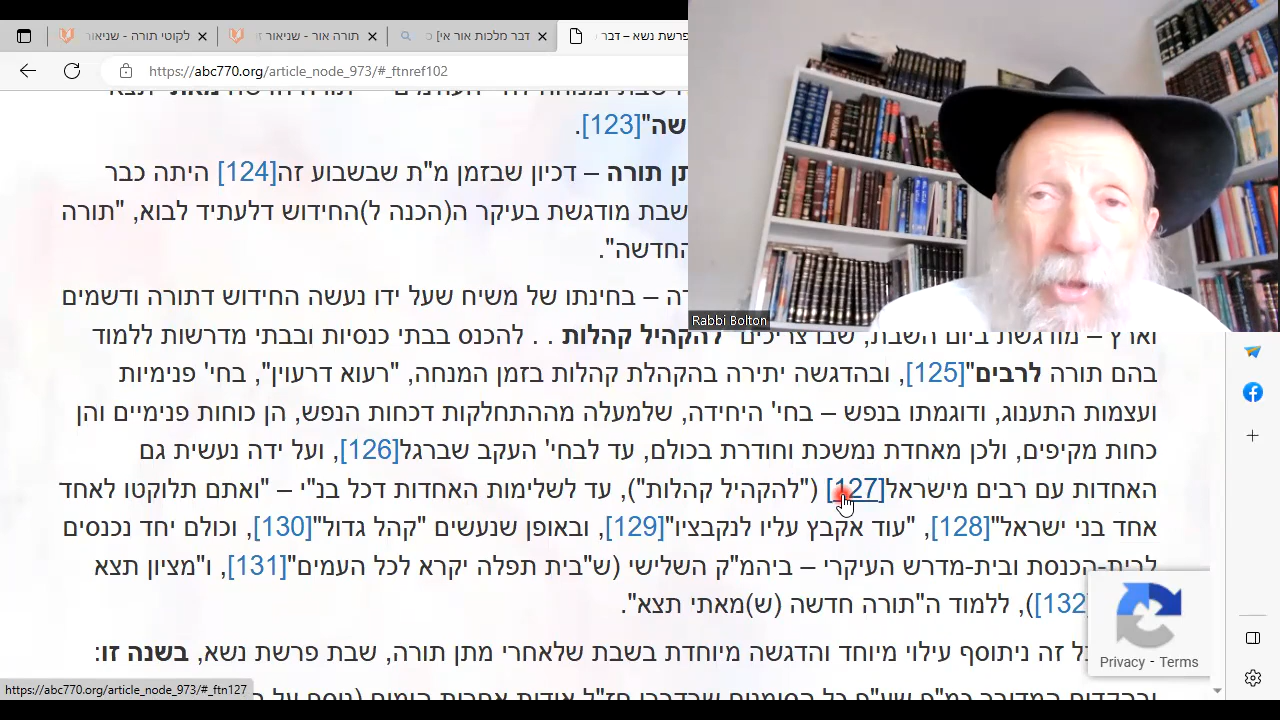 לקוטי תורה - שניאור
תורה אור - שניאור ז
דבר מלכות אור אי] כ
פרשת נשא – דבר
https://abc770.org/article_node_973/#_ftnref102
שה"[123].
תן תורה – דכיון שבזמן מ"ת שבשבוע זה[124] היתה כבר
שבת מודגשת בעיקר ה(הכנה ל)החידוש דלעתיד לבוא, "תורה
החדשה".
דה – בחינתו של משיח שעל ידו נעשה החידוש דתורה ודשמים
Rabbi Bolton
וארץ – מודגשת ביום השבת, שבו צריכים "להקהיל קהלות . . להכנס בבתי כנסיות ובבתי מדרשות ללמוד
בהם תורה לרבים"[125], ובהדגשה יתירה בהקהלת קהלות בזמן המנחה, "רעוא דרעוין", בחי' פנימיות
ועצמות התענוג, ודוגמתו בנפש – בחי' היחידה, שלמעלה מההתחלקות דכחות הנפש, הן כוחות פנימיים והן
כחות מקיפים, ולכן מאחדת נמשכת וחודרת בכולם, עד לבחי' העקב שברגל[126], ועל ידה נעשית גם
האחדות עם רבים מישראל[127] ("להקהיל קהלות"), עד לשלימות האחדות דכל בנ"י – "ואתם תלוקטו לאחד
אחד בני ישראל"[128], "עוד אקבץ עליו לנקבציו"[129], ובאופן שנעשים "קהל גדול"[130], וכולם יחד נכנסים
לבית-הכנסת ובית-מדרש העיקרי – ביהמ"ק השלישי (ש"בית תפלה יקרא לכל העמים"[131], ו"מציון תצא
132]), ללמוד ה"תורה חדשה (ש)מאתי תצא".
כל זה ניתוסף עילוי מיוחד והדגשה מיוחדת בשבת שלאחרי מתן תורה, שבת פרשת נשא, בשנה זו:
Privacy - Terms
https://abc770.org/article_node_973/#_ftn127